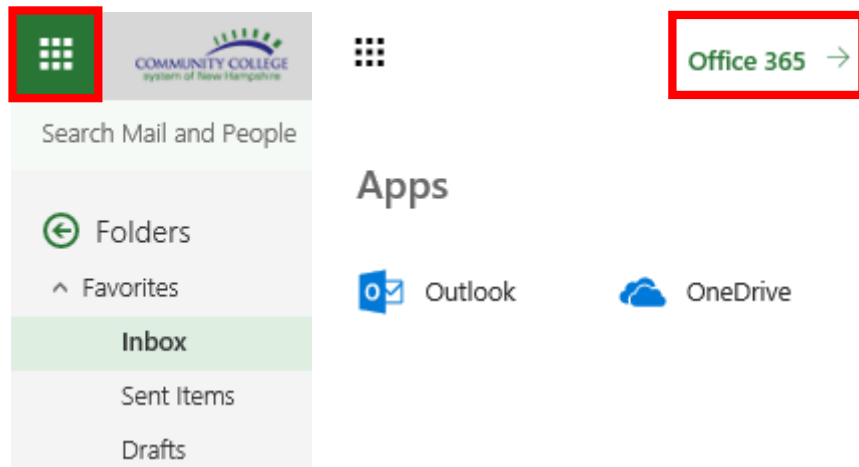 COMMUNITY COLLEGE
system of New Hampshire
Search Mail and People
Folders
Favorites
Inbox
Sent Items
Drafts
Office 365
Apps
Outlook
OneDrive